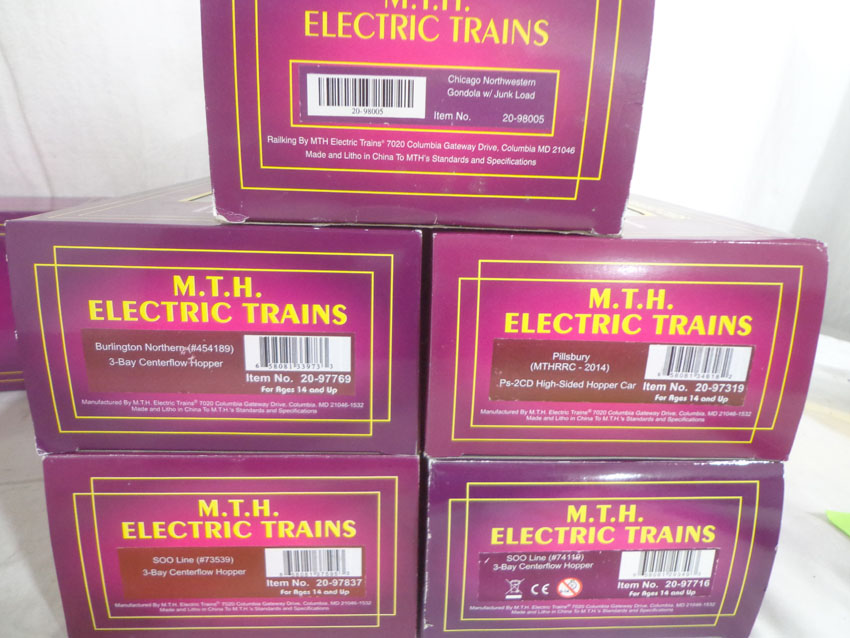 M.T.H.
ELECTRIC TRAINS
Chicago Northwestern
Gondola w/ Junk Load
20-98005
Item No. 20-98005
Railking By MTH Electric Trains® 7020 Columbia Gateway Drive, Columbia MD 21046
Made and Litho in China To MTH's Standards and Specifications
M.T.H.
ELECTRIC TRAINS
Burlington Northern (#454189)
3-Bay Centerflow Hopper
6 58081 33973 3
Item No. 20-97769
For Ages 14 and Up
Manufactured By M.T.H. Electric Trains® 7020 Columbia Gateway Drive, Columbia, MD 21046-1532
Made and Litho in China To M.T.H.'s Standards and Specifications
M.T.H.
ELECTRIC TRAINS
Pillsbury
(MTHRRC - 2014)
Ps-2CD High-Sided Hopper Car
Item No. 20-97319
For Ages 14 and Up
Manufactured By M.T.H. Electric Trains® 7020 Columbia Gateway Drive, Columbia, MD 21046-1532
Made and Litho in China To M.T.H.'s Standards and Specifications
M.T.H.
ELECTRIC TRAINS
SOO Line (#73539)
3-Bay Centerflow Hopper
Item No. 20-97837
For Ages 14 and Up
Manufactured By M.T.H. Electric Trains® 7020 Columbia Gateway Drive, Columbia, MD 21046-1532
Made and Litho in China To M.T.H.'s Standards and Specifications
M.T.H.
ELECTRIC TRAINS
SOO Line (#74119)
3-Bay Centerflow Hopper
CE
Item No. 20-97716
For Ages 14 and Up
Manufactured By M.T.H. Electric Trains® 7020 Columbia Gateway Drive, Columbia, MD 21046-1532
Made and Litho in China To M.T.H.'s Standards and Specifications